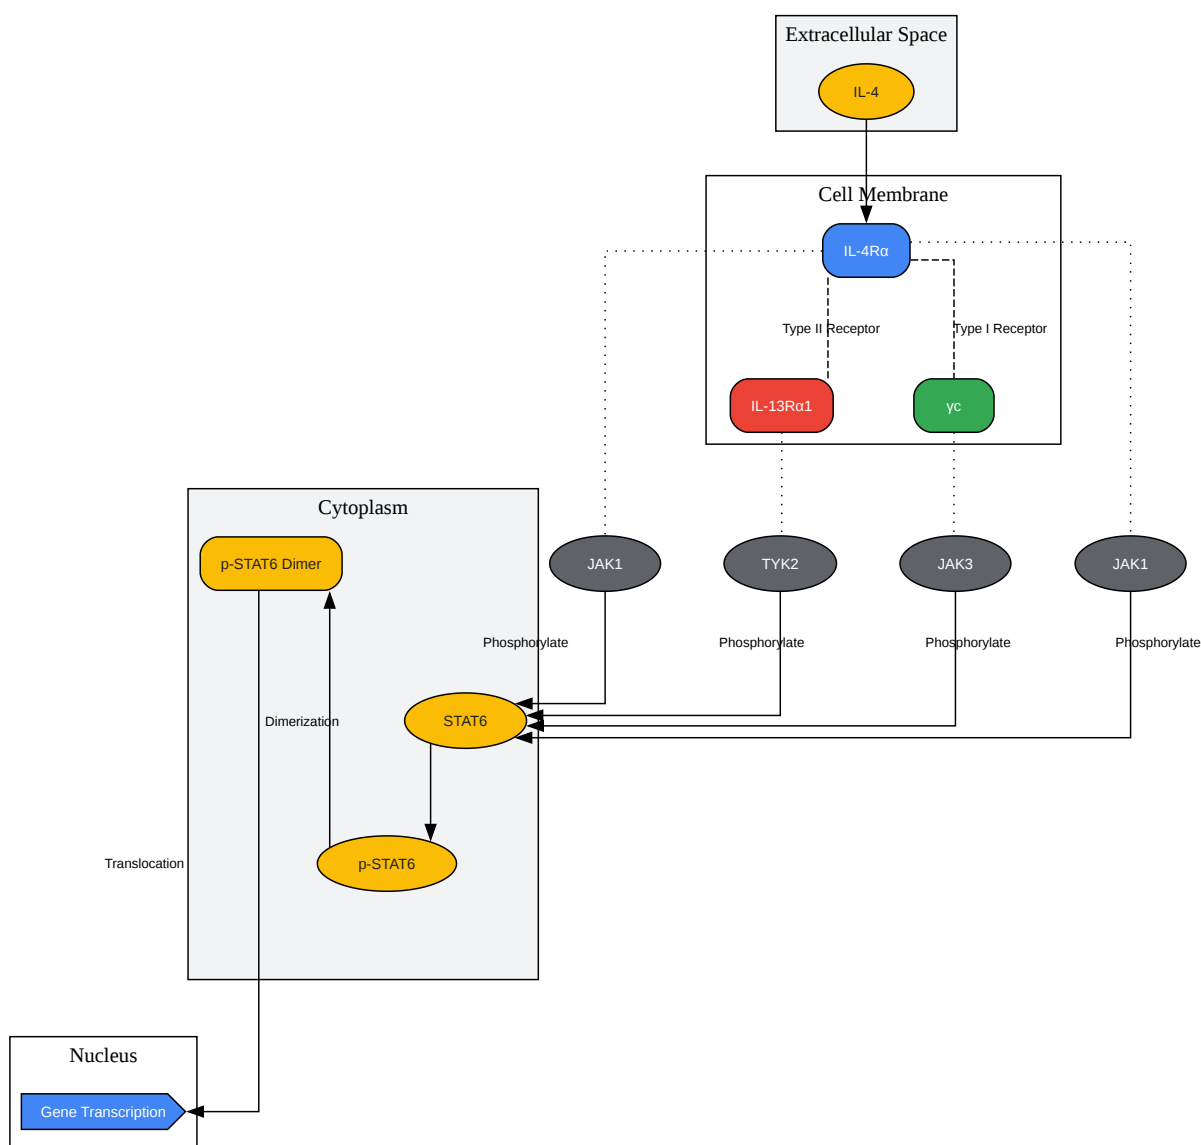 Extracellular Space
IL-4
Cell Membrane
IL-4Rα
Type II Receptor
Type I Receptor
IL-13Rα1
γc
Cytoplasm
p-STAT6 Dimer
JAK1
TYK2
JAK3
JAK1
Phosphorylate
Phosphorylate
Phosphorylate
Phosphorylate
STAT6
Dimerization
Translocation
p-STAT6
Nucleus
Gene Transcription